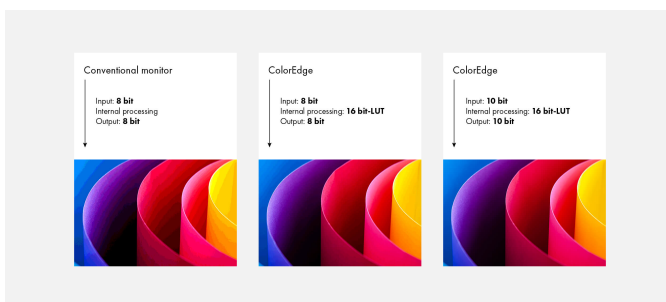 Conventional monitor
Input: 8 bit
Internal processing
Output: 8 bit
ColorEdge
Input: 8 bit
Internal processing: 16 bit-LUT
Output: 8 bit
ColorEdge
Input: 10 bit
Internal processing: 16 bit-LUT
Output: 10 bit